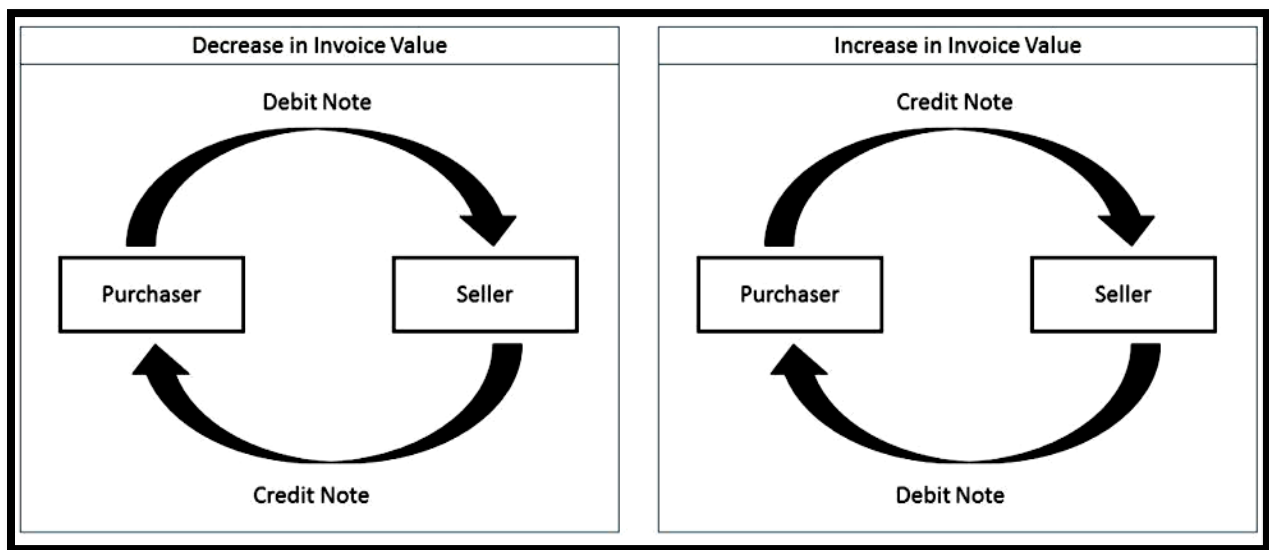 Decrease in Invoice Value
Debit Note
Purchaser
Seller
Credit Note
Increase in Invoice Value
Credit Note
Purchaser
Seller
Debit Note